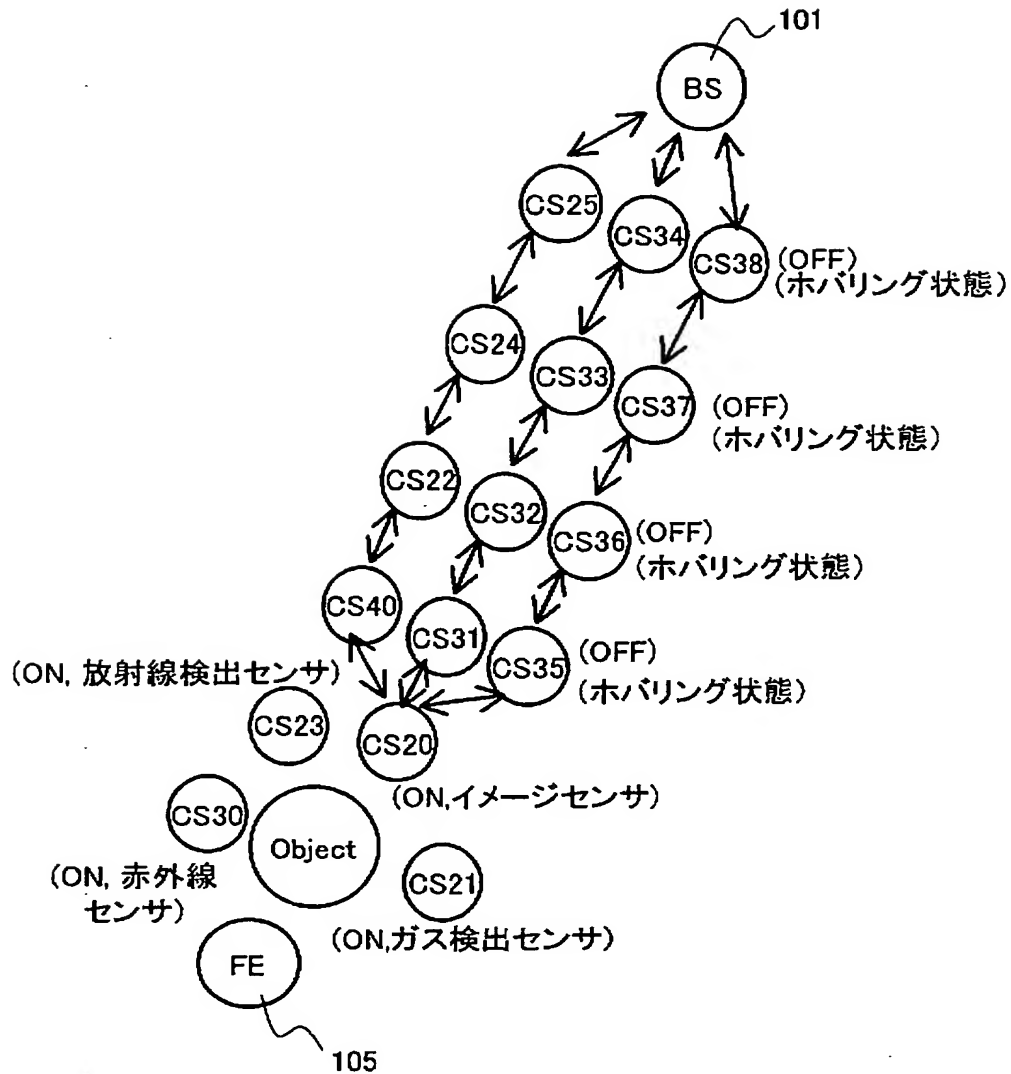 101
BS
CS25
CS34
CS38
(OFF)
(ホバリング状態)
CS24
CS33
CS37
(OFF)
(ホバリング状態)
CS22
CS32
CS36
(OFF)
(ホバリング状態)
CS40
CS31
CS35
(OFF)
(ホバリング状態)
(ON, 放射線検出センサ)
CS23
CS20
(ON,イメージセンサ)
CS30
Object
(ON, 赤外線
センサ)
CS21
(ON,ガス検出センサ)
FE
105